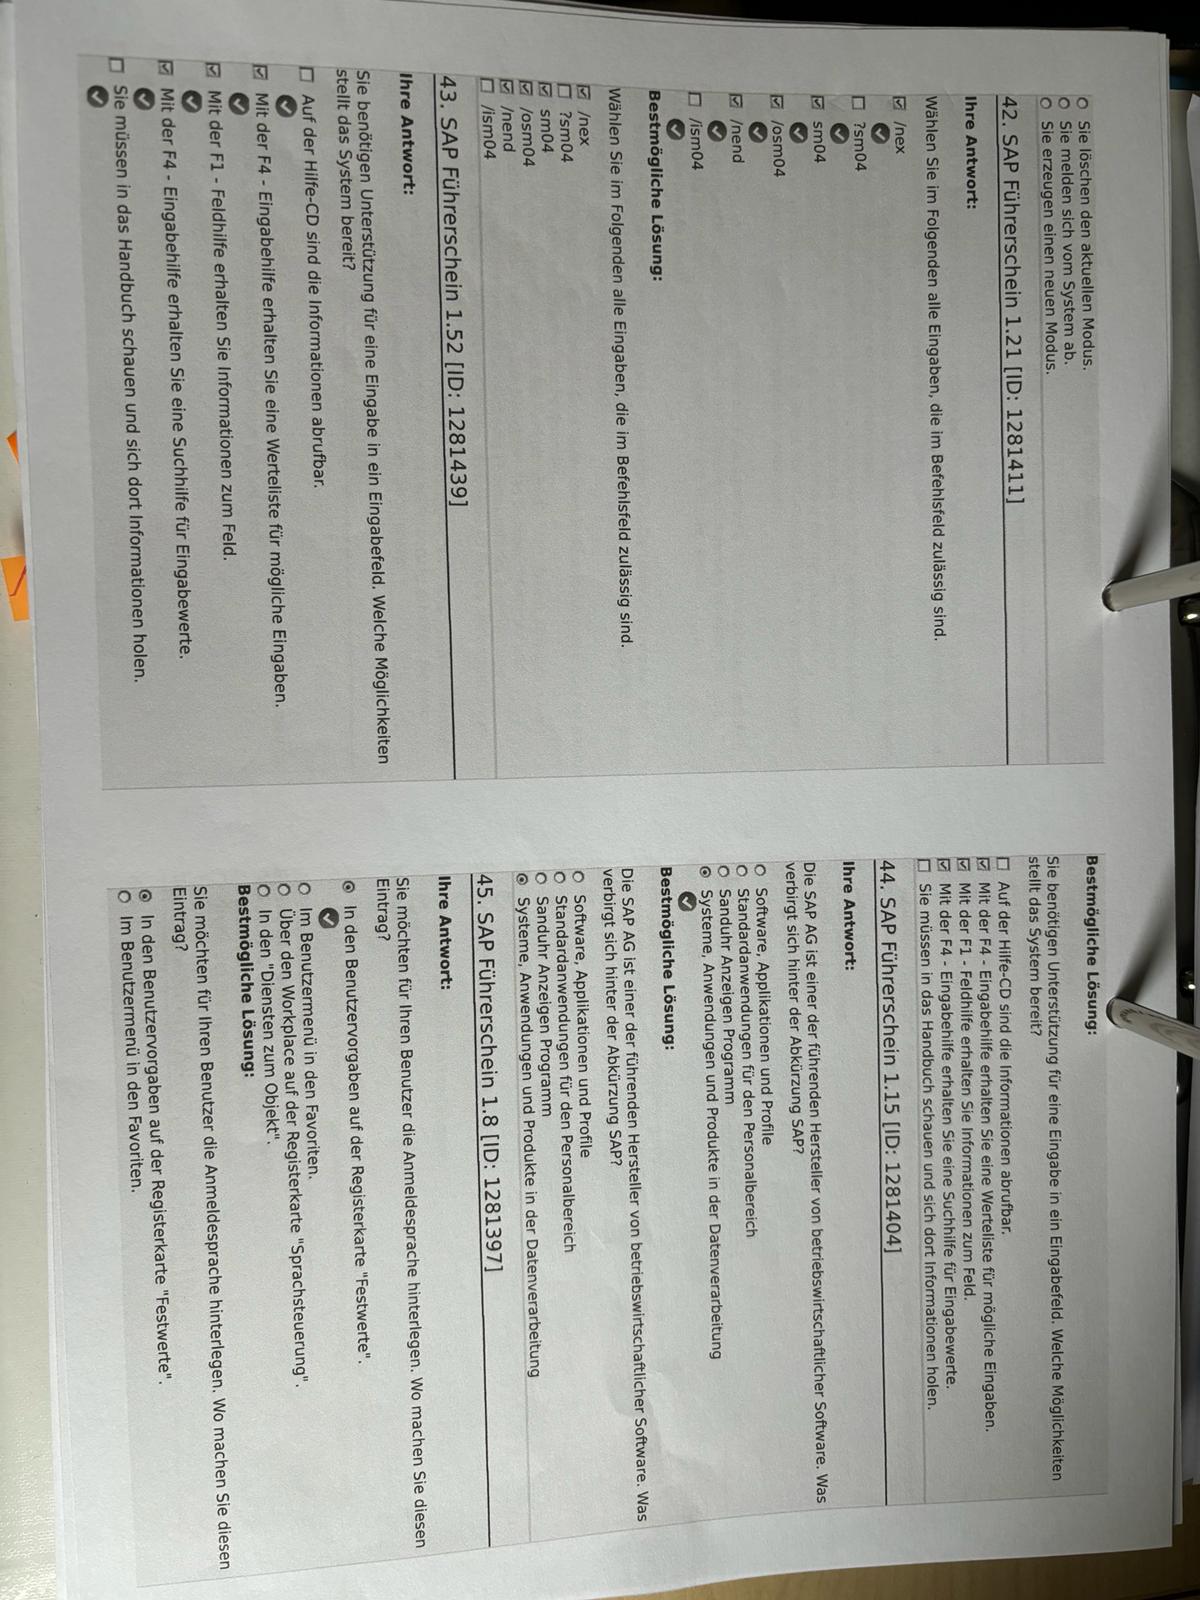 Sie löschen den aktuellen Modus.
Sie melden sich vom System ab.
Sie erzeugen einen neuen Modus.
42. SAP Führerschein 1.21 [ID: 1281411]
Ihre Antwort:
Wählen Sie im Folgenden alle Eingaben, die im Befehlsfeld zulässig sind.
/nex
?sm04
sm04
/osm04
/nend
/ism04
Bestmögliche Lösung:
Wählen Sie im Folgenden alle Eingaben, die im Befehlsfeld zulässig sind.
/nex
?sm04
sm04
/osm04
/nend
/ism04
43. SAP Führerschein 1.52 [ID: 1281439]
Ihre Antwort:
Sie benötigen Unterstützung für eine Eingabe in ein Eingabefeld. Welche Möglichkeiten
stellt das System bereit?
Auf der Hilfe-CD sind die Informationen abrufbar.
Mit der F4 - Eingabehilfe erhalten Sie eine Werteliste für mögliche Eingaben.
Mit der F1 - Feldhilfe erhalten Sie Informationen zum Feld.
Mit der F4 - Eingabehilfe erhalten Sie eine Suchhilfe für Eingabewerte.
Sie müssen in das Handbuch schauen und sich dort Informationen holen.
Bestmögliche Lösung:
Sie benötigen Unterstützung für eine Eingabe in ein Eingabefeld. Welche Möglichkeiten
stellt das System bereit?
Auf der Hilfe-CD sind die Informationen abrufbar.
Mit der F4 - Eingabehilfe erhalten Sie eine Werteliste für mögliche Eingaben.
Mit der F1 - Feldhilfe erhalten Sie Informationen zum Feld.
Mit der F4 - Eingabehilfe erhalten Sie eine Suchhilfe für Eingabewerte.
Sie müssen in das Handbuch schauen und sich dort Informationen holen.
44. SAP Führerschein 1.15 [ID: 1281404]
Ihre Antwort:
Die SAP AG ist einer der führenden Hersteller von betriebswirtschaftlicher Software. Was
verbirgt sich hinter der Abkürzung SAP?
Software, Applikationen und Profile
Standardanwendungen für den Personalbereich
Sanduhr Anzeigen Programm
Systeme, Anwendungen und Produkte in der Datenverarbeitung
Bestmögliche Lösung:
Die SAP AG ist einer der führenden Hersteller von betriebswirtschaftlicher Software. Was
verbirgt sich hinter der Abkürzung SAP?
Software, Applikationen und Profile
Standardanwendungen für den Personalbereich
Sanduhr Anzeigen Programm
Systeme, Anwendungen und Produkte in der Datenverarbeitung
45. SAP Führerschein 1.8 [ID: 1281397]
Ihre Antwort:
Sie möchten für Ihren Benutzer die Anmeldesprache hinterlegen. Wo machen Sie diesen
Eintrag?
In den Benutzervorgaben auf der Registerkarte "Festwerte".
Im Benutzermenü in den Favoriten.
Über den Workplace auf der Registerkarte "Sprachsteuerung".
In den "Diensten zum Objekt".
Bestmögliche Lösung:
Sie möchten für Ihren Benutzer die Anmeldesprache hinterlegen. Wo machen Sie diesen
Eintrag?
In den Benutzervorgaben auf der Registerkarte "Festwerte".
Im Benutzermenü in den Favoriten.